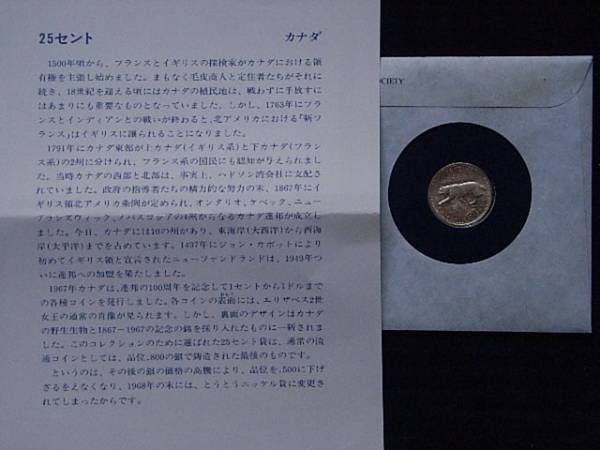 25セント
カナダ
1500年頃から、フランスとイギリスの探検家がカナダにおける領
有権を主張し始めました。まもなく毛皮商人と定住者たちがそれに
続き、18世紀を迎える頃にはカナダの植民地は、戦わずに手放すに
はあまりにも重要なものとなっていました。しかし、1763年にフラ
ンスとインディアンとの戦いが終わると、北アメリカにおける「新フ
ランス」はイギリスに譲られることになりました。
1791年にカナダ東部が上カナダ(イギリス系)と下カナダ(フラン
ス系)の2州に分けられ、フランス系の国民にも認知が与えられまし
た。当時カナダの西部と北部は、事実上、ハドソン湾会社に支配さ
れていました。政府の指導者たちの精力的な努力の末、1867年にイ
ギリス領北アメリカ条例が定められ、オンタリオ、ケベック、ニュー
ブランズウィック、ノバスコシアの4州からなるカナダ連邦が成立し
ました。今日、カナダには10の州があり、東海岸(大西洋)から西海
岸(太平洋)までを占めています。1497年にジョン・カボットにより
初めてイギリス領と宣言されたニューファンドランドは、1949年つ
いに連邦への加盟を果たしました。
1967年カナダは、連邦の100周年を記念して1セントから1ドルまで
の各種コインを発行しました。各コインの表面には、エリザベス2世
女王の通常の肖像が見られます。しかし、裏面のデザインはカナダ
の野生生物と1867−1967の記念の銘を採り入れたものに一新されま
した。このコレクションのために選ばれた25セント貨は、通常の流
通コインとしては、品位.800の銀で鋳造された最後のものです。
というのは、その後の銀の価格の高騰により、品位を.500に下げ
ざるをえなくなり、1968年の末には、とうとうニッケル貨に変更さ
れてしまったからです。
SOCIETY